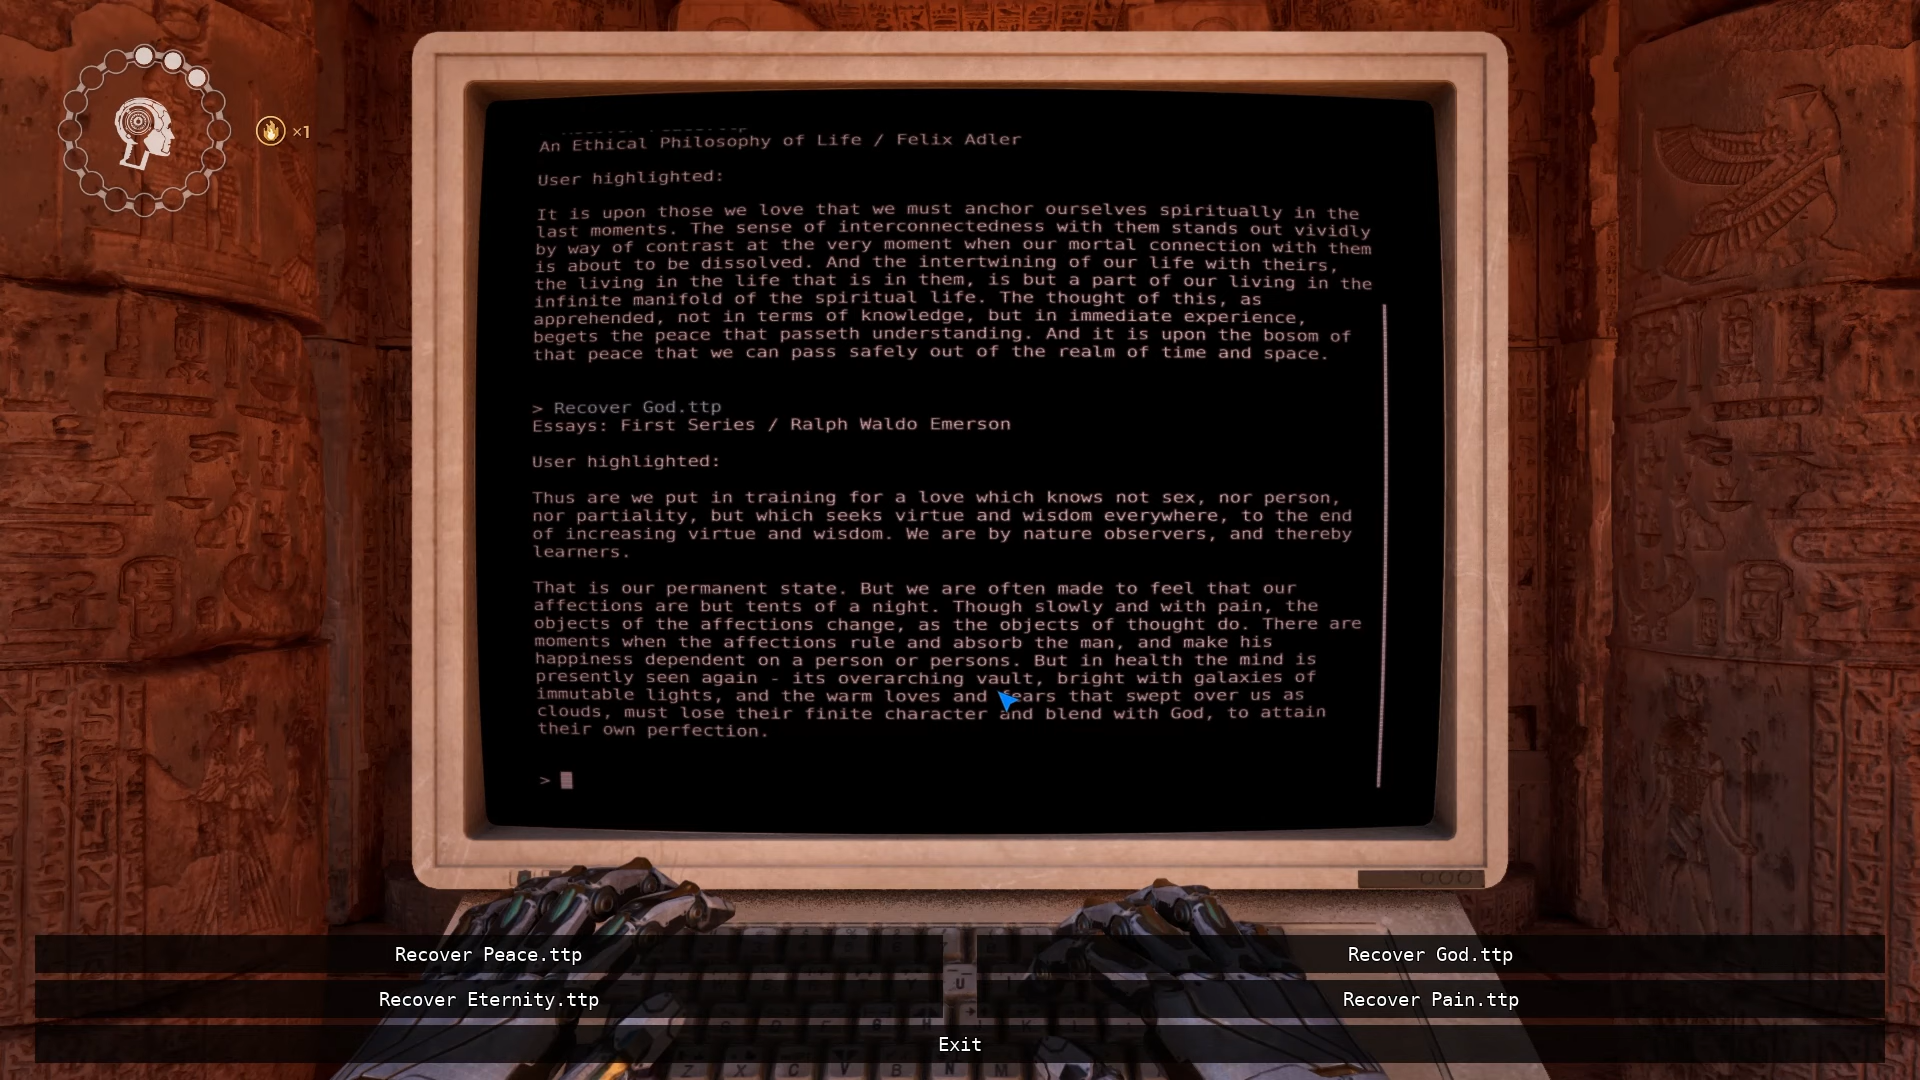 ×1
An Ethical Philosophy of Life / Felix Adler
User highlighted:
It is upon those we love that we must anchor ourselves spiritually in the
last moments. The sense of interconnectedness with them stands out vividly
by way of contrast at the very moment when our mortal connection with them
is about to be dissolved. And the intertwining of our life with theirs,
the living in the life that is in them, is but a part of our living in the
infinite manifold of the spiritual life. The thought of this, as
apprehended, not in terms of knowledge, but in immediate experience,
begets the peace that passeth understanding. And it is upon the bosom of
that peace that we can pass safely out of the realm of time and space.
> Recover God.ttp
Essays: First Series / Ralph Waldo Emerson
User highlighted:
Thus are we put in training for a love which knows not sex, nor person,
nor partiality, but which seeks virtue and wisdom everywhere, to the end
of increasing virtue and wisdom. We are by nature observers, and thereby
learners.
That is our permanent state. But we are often made to feel that our
affections are but tents of a night. Though slowly and with pain, the
objects of the affections change, as the objects of thought do. There are
moments when the affections rule and absorb the man, and make his
happiness dependent on a person or persons. But in health the mind is
presently seen again - its overarching vault, bright with galaxies of
immutable lights, and the warm loves and fears that swept over us as
clouds, must lose their finite character and blend with God, to attain
their own perfection.
>
Recover Peace.ttp
Recover God.ttp
Recover Eternity.ttp
Recover Pain.ttp
Exit